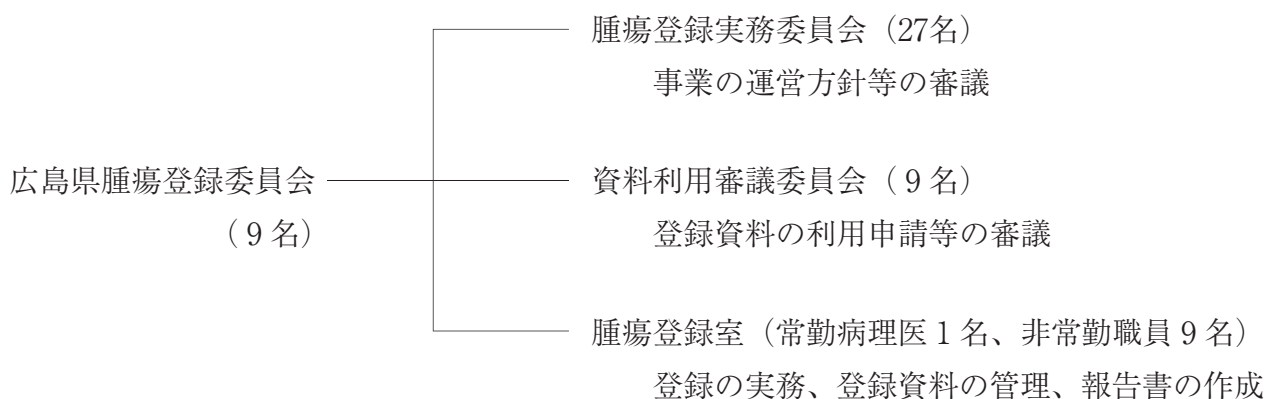 腫瘍登録実務委員会（27名）
事業の運営方針等の審議
広島県腫瘍登録委員会
（9名）
資料利用審議委員会（9名）
登録資料の利用申請等の審議
腫瘍登録室（常勤病理医1名、非常勤職員9名）
登録の実務、登録資料の管理、報告書の作成